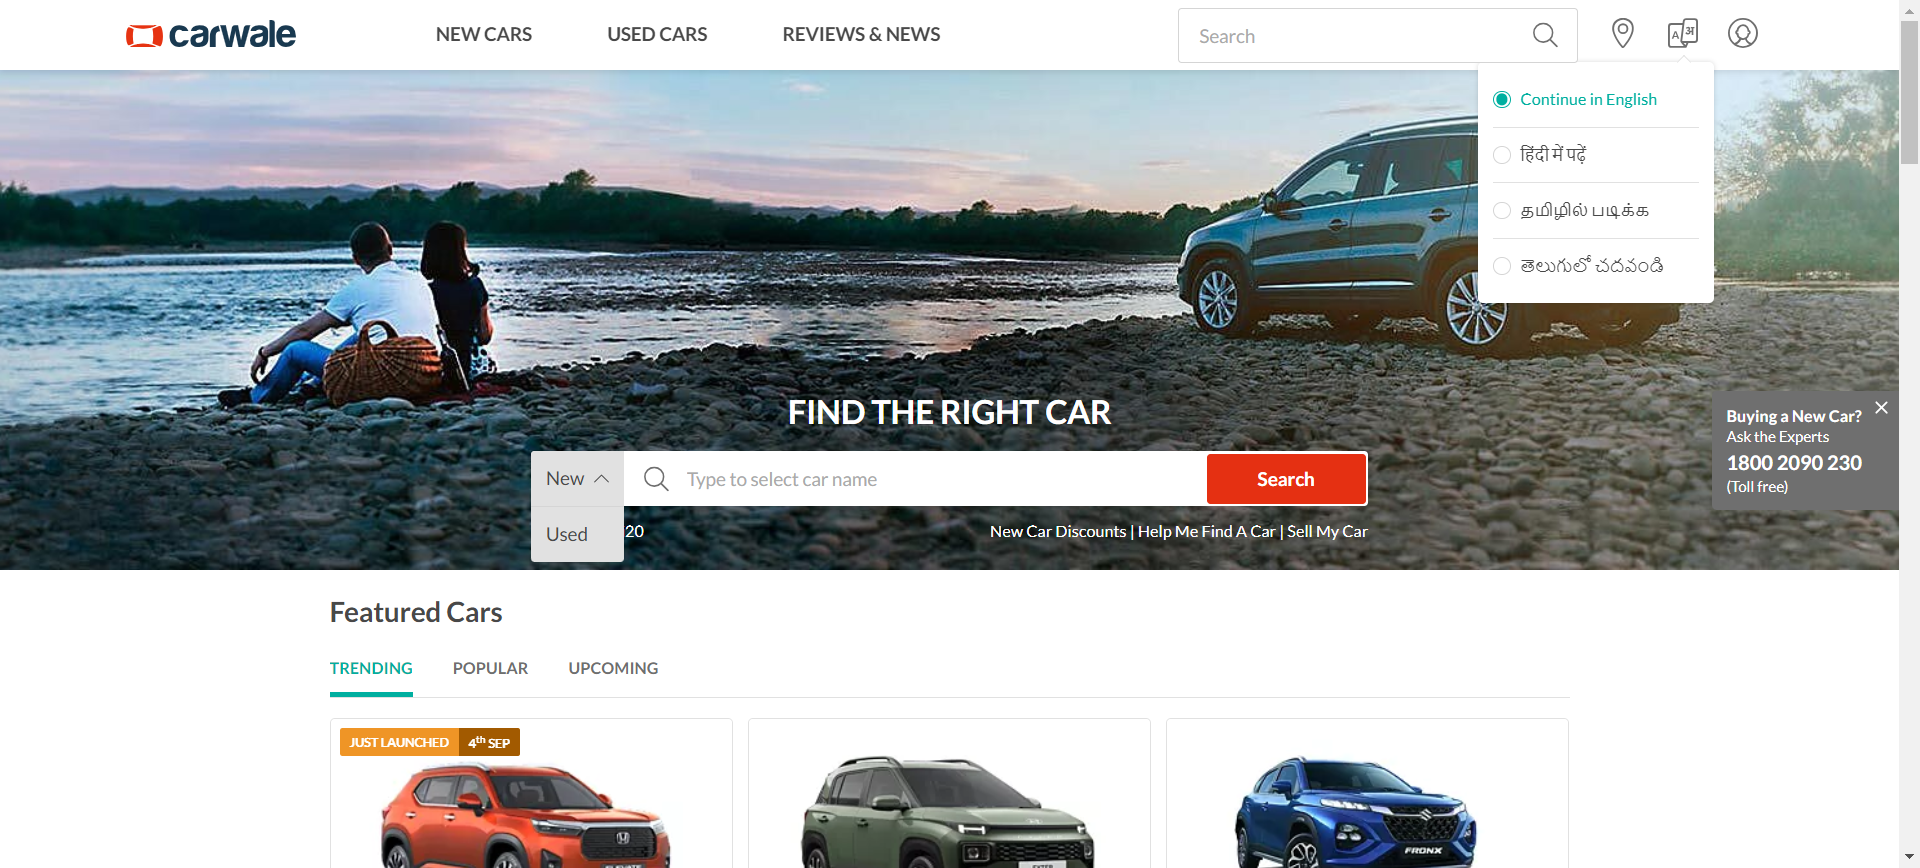 carwale
NEW CARS
USED CARS
REVIEWS & NEWS
Search
Continue in English
हिंदी में पढ़ें
தமிழில் படிக்க
తెలుగులో చదవండి
FIND THE RIGHT CAR
New
Type to select car name
Search
Used
20
New Car Discounts | Help Me Find A Car | Sell My Car
Buying a New Car?
Ask the Experts
1800 2090 230
(Toll free)
Featured Cars
TRENDING
POPULAR
UPCOMING
JUST LAUNCHED 4th SEP
FRONX